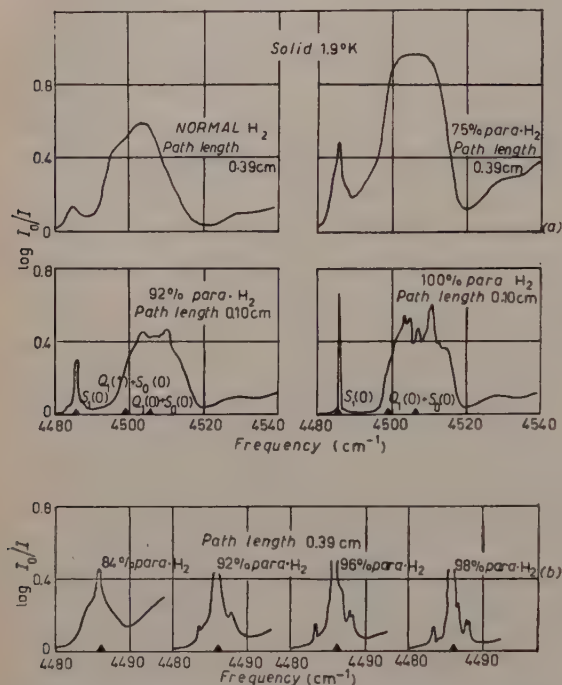 Solid 1.9°K
0.8
0.4
0
log I₀/I
NORMAL H₂
Path length
0.39cm
75% para-H₂
Path length
0.39cm
(a)
0.8
0.4
0
92% para-H₂
Path length 0.10cm
S₁(0)
Q₁(1)+S₀(0)
Q₁(0)+S₀(0)
100% para H₂
Path length 0.10cm
S₁(0)
Q₁(0)+S₀(0)
4480 4500 4520 4540
4480 4500 4520 4540
Frequency (cm⁻¹)
0.8
0.4
0
log I₀/I
Path length 0.39 cm
84% para-H₂
92% para-H₂
96% para-H₂
98% para-H₂
(b)
4480 4490
4480 4490
4480 4490
4480 4490
Frequency (cm⁻¹)